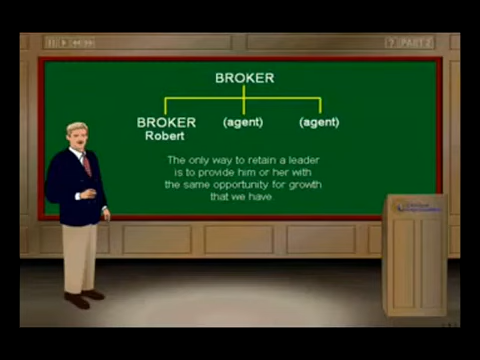 ? PART 2
BROKER
BROKER (agent) (agent)
Robert
The only way to retain a leader
is to provide him or her with
the same opportunity for growth
that we have